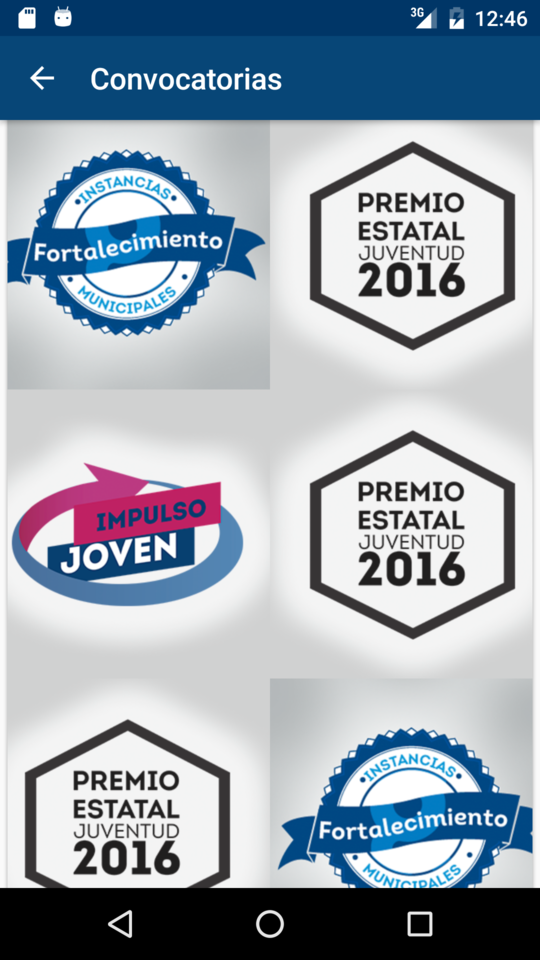 3G 12:46
Convocatorias
INSTANCIAS
Fortalecimiento
MUNICIPALES
PREMIO
ESTATAL
JUVENTUD
2016
IMPULSO
JOVEN
PREMIO
ESTATAL
JUVENTUD
2016
PREMIO
ESTATAL
JUVENTUD
2016
INSTANCIAS
Fortalecimiento
MUNICIPALES